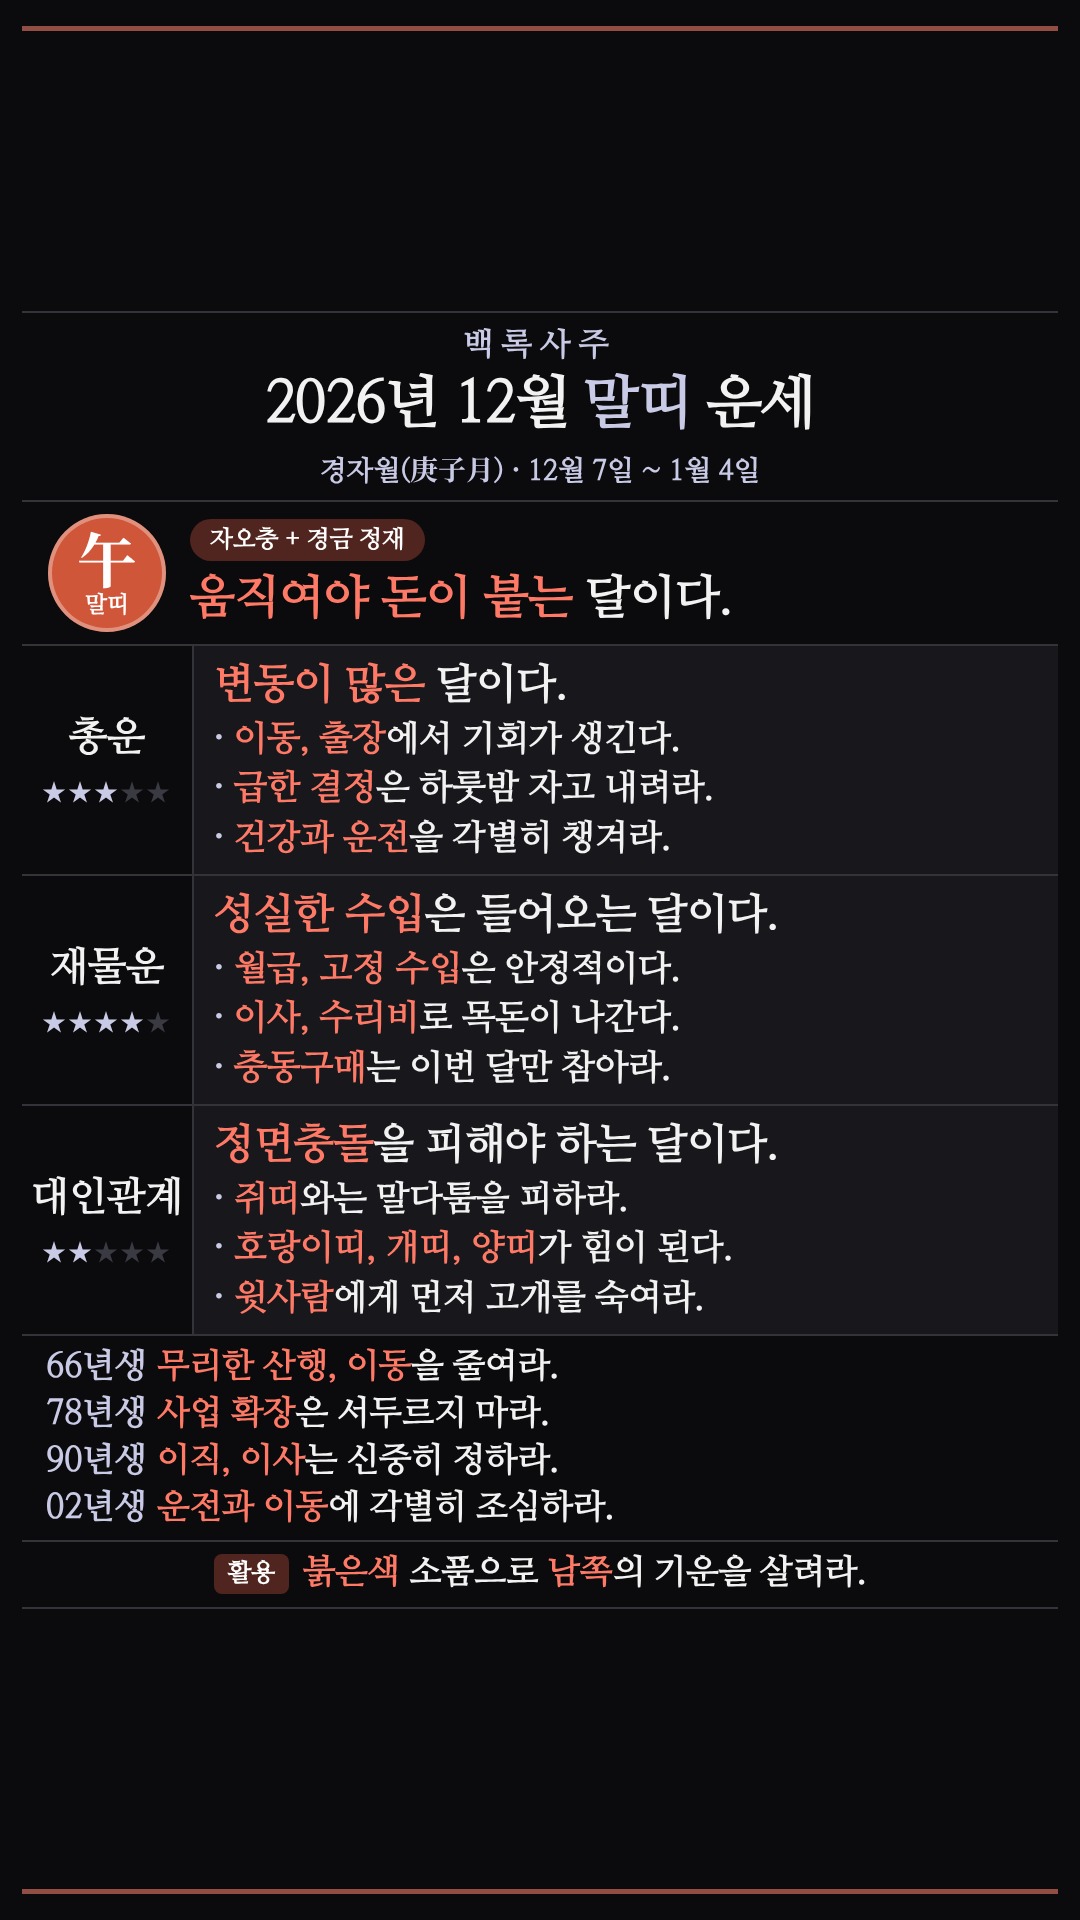 백록사주
2026년 12월 말띠 운세
경자월(庚子月) · 12월 7일 ~ 1월 4일
午
말띠
자오충 + 경금 정재
움직여야 돈이 붙는 달이다.
총운
★★★★★
변동이 많은 달이다.
· 이동, 출장에서 기회가 생긴다.
· 급한 결정은 하룻밤 자고 내려라.
· 건강과 운전을 각별히 챙겨라.
재물운
★★★★★
성실한 수입은 들어오는 달이다.
· 월급, 고정 수입은 안정적이다.
· 이사, 수리비로 목돈이 나간다.
· 충동구매는 이번 달만 참아라.
대인관계
★★★★★
정면충돌을 피해야 하는 달이다.
· 쥐띠와는 말다툼을 피하라.
· 호랑이띠, 개띠, 양띠가 힘이 된다.
· 윗사람에게 먼저 고개를 숙여라.
66년생 무리한 산행, 이동을 줄여라.
78년생 사업 확장은 서두르지 마라.
90년생 이직, 이사는 신중히 정하라.
02년생 운전과 이동에 각별히 조심하라.
활용 붉은색 소품으로 남쪽의 기운을 살려라.